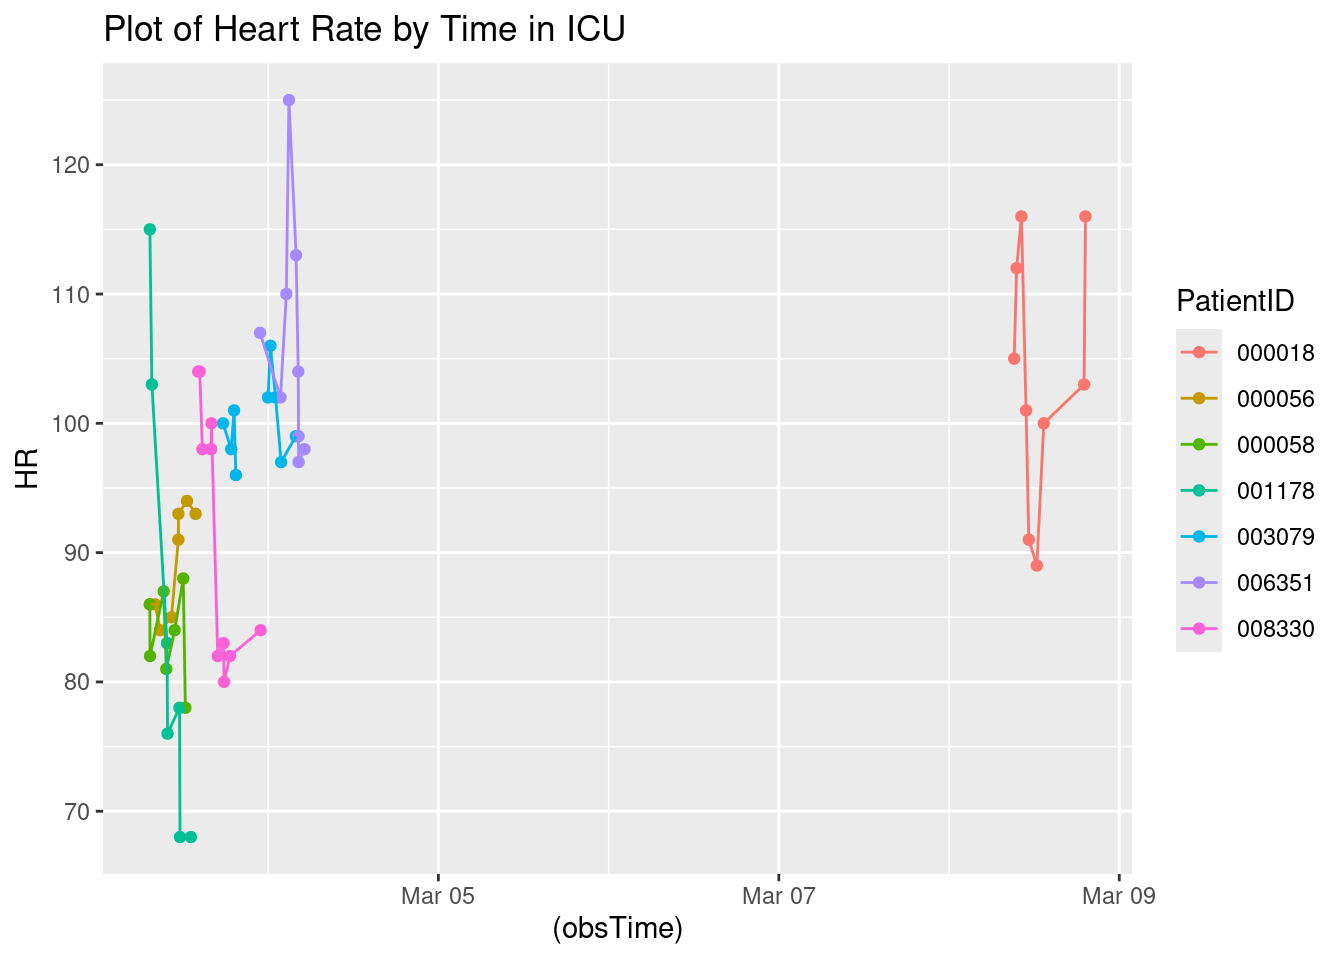 Plot of Heart Rate by Time in ICU
120
110
100
90
80
70
HR
Mar 05
Mar 07
Mar 09
(obsTime)
PatientID
000018
000056
000058
001178
003079
006351
008330